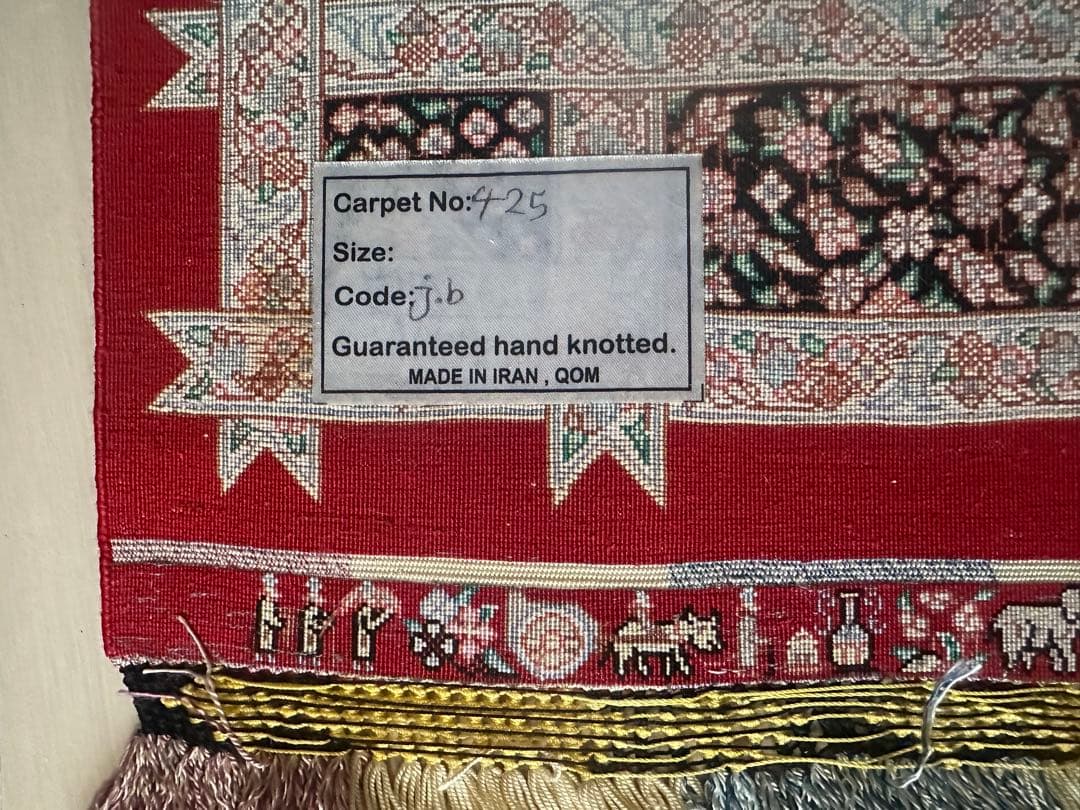 Carpet No:425
Size:
Code:j.b
Guaranteed hand knotted.
MADE IN IRAN , QOM